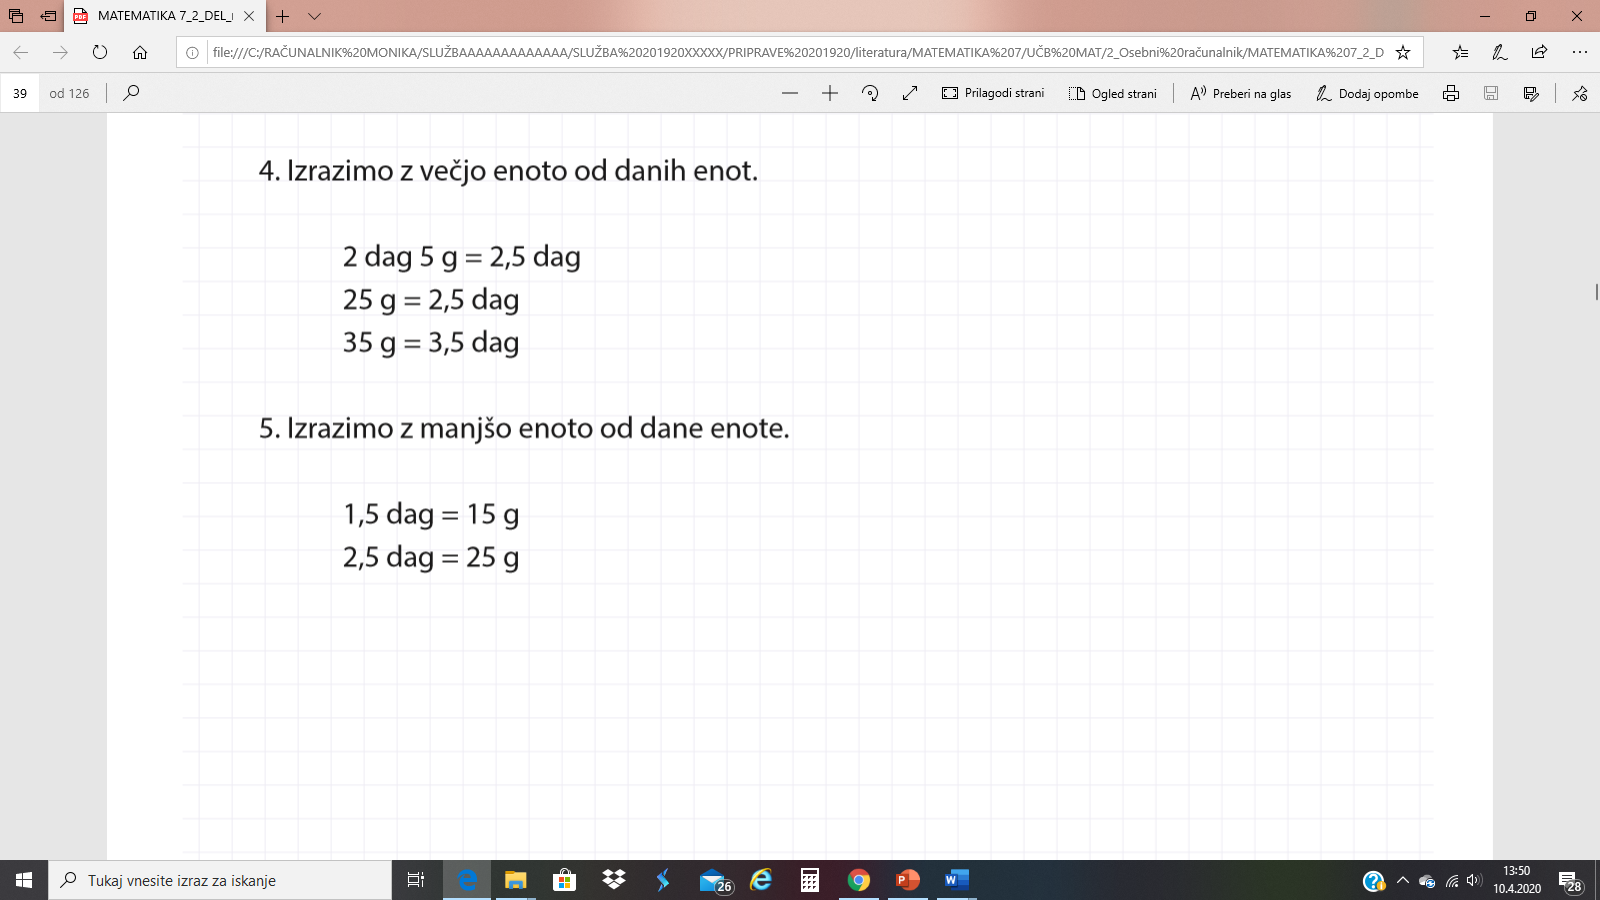 MATEMATIKA 7_2_DEL_
file:///C:/RAČUNALNIK%20MONIKA/SLUŽBAAAAAAAAAAAAA/SLUŽBA%20201920XXXXX/PRIPRAVE%20201920/literatura/MATEMATIKA%207/UČB%20MAT/2_Osebni%20računalnik/MATEMATIKA%207_2_D
39 od 126 Prilagodi strani Ogled strani Preberi na glas Dodaj opombe
4. Izrazimo z večjo enoto od danih enot.
2 dag 5 g = 2,5 dag
25 g = 2,5 dag
35 g = 3,5 dag
5. Izrazimo z manjšo enoto od dane enote.
1,5 dag = 15 g
2,5 dag = 25 g
Tukaj vnesite izraz za iskanje
26
13:50
10.4.2020
28